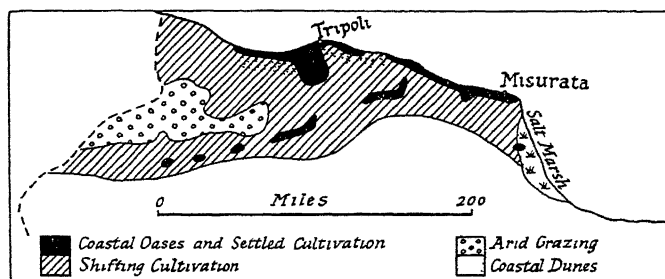 Tripoli
Misurata
Salt Marsh
0 Miles 200
Coastal Oases and Settled Cultivation
Shifting Cultivation
Arid Grazing
Coastal Dunes